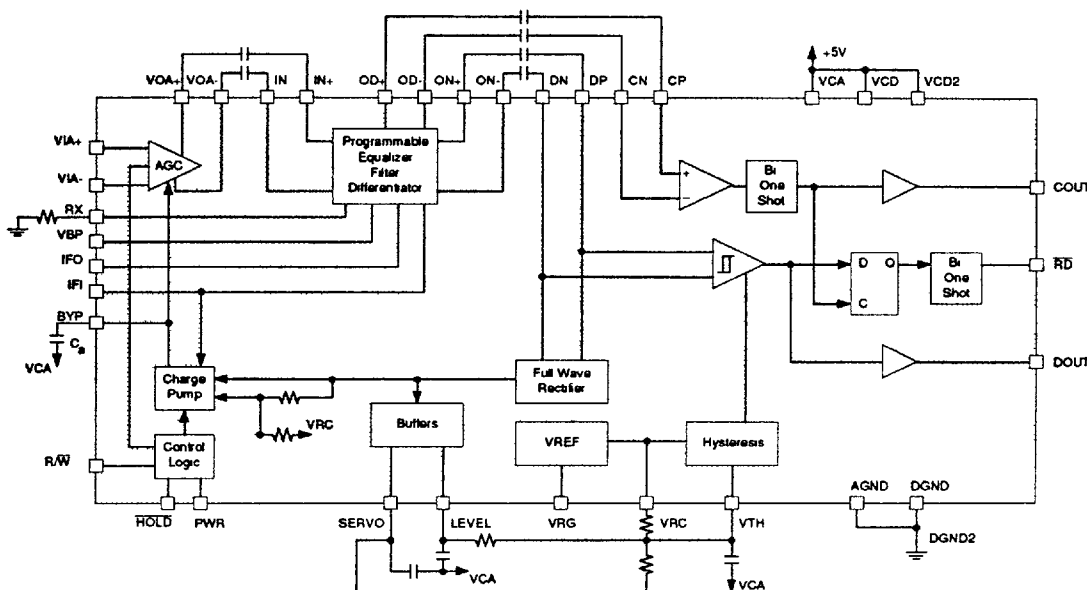 +5V
VOA+ VOA- IN IN+ OD+ OD- ON+ ON- DN DP CN CP VCA VCD VCD2
VIA+
AGC
VIA-
Programmable
Equalizer
Filter
Differentiator
RX
VBP
IFO
IFI
BYP
Ca
VCA
+
−
Bi
One
Shot
COUT
D Q
C
Bi
One
Shot
RD
DOUT
Charge
Pump
Full Wave
Rectifier
VRC
Buffers
VREF
Hysteresis
R/W
Control
Logic
HOLD PWR SERVO LEVEL VRG VRC VTH AGND DGND
DGND2
VCA VCA